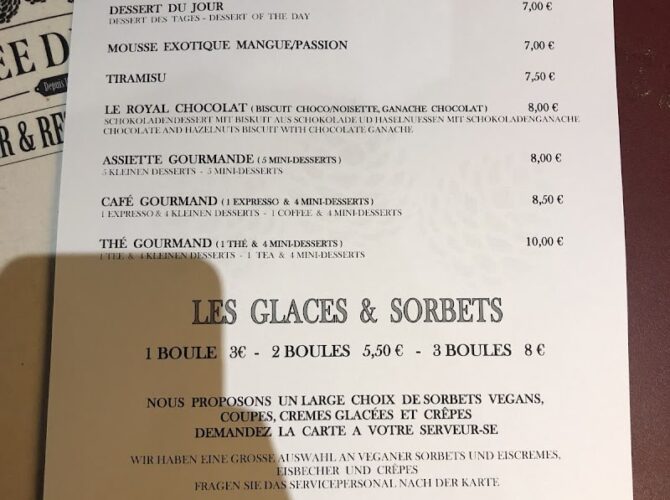 DESSERT DU JOUR 7,00 €
DESSERT DES TAGES - DESSERT OF THE DAY
MOUSSE EXOTIQUE MANGUE/PASSION 7,00 €
TIRAMISU 7,50 €
LE ROYAL CHOCOLAT ( BISCUIT CHOCO/NOISETTE, GANACHE CHOCOLAT ) 8,00 €
SCHOKOLADENDESSERT MIT BISKUIT AUS SCHOKOLADE UD HASELNUESSEN MIT SCHOKOLADENGANACHE
CHOCOLATE AND HAZELNUTS BISCUIT WITH CHOCOLATE GANACHE
ASSIETTE GOURMANDE ( 5 MINI-DESSERTS ) 8,00 €
5 KLEINEN DESSERTS - 5 MINI-DESSERTS
CAFÉ GOURMAND ( 1 EXPRESSO & 4 MINI-DESSERTS ) 8,50 €
1 EXPRESSO & 4 KLEINEN DESSERTS - 1 COFFEE & 4 MINI-DESSERTS
THÉ GOURMAND ( 1 THÉ & 4 MINI-DESSERTS ) 10,00 €
1 TEE & 4 KLEINEN DESSERTS - 1 TEA & 4 MINI-DESSERTS
LES GLACES & SORBETS
1 BOULE 3€ - 2 BOULES 5,50 € - 3 BOULES 8 €
NOUS PROPOSONS UN LARGE CHOIX DE SORBETS VEGANS,
COUPES, CREMES GLACÉES ET CRÊPES
DEMANDEZ LA CARTE A VOTRE SERVEUR-SE
WIR HABEN EINE GROSSE AUSWAHL AN VEGANER SORBETS UND EISCREMES,
EISBECHER UND CRÊPES
FRAGEN SIE DAS SERVICEPERSONAL NACH DER KARTE
Depuis
R & RE